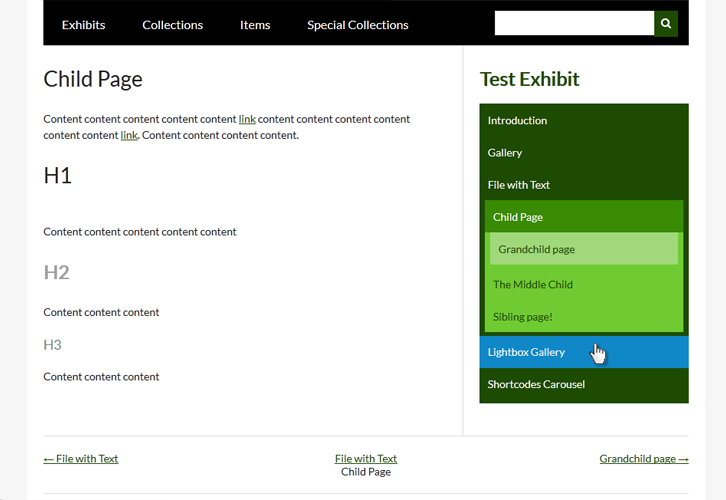 Exhibits Collections Items Special Collections
Child Page
Content content content content content link content content content content
content content link. Content content content content.
H1
Content content content content content
H2
Content content content
H3
Content content content
Test Exhibit
Introduction
Gallery
File with Text
Child Page
Grandchild page
The Middle Child
Sibling page!
Lightbox Gallery
Shortcodes Carousel
← File with Text
File with Text
Child Page
Grandchild page →